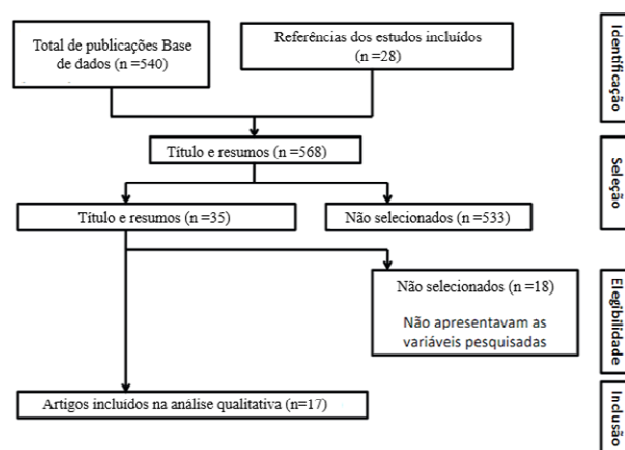 Total de publicações Base
de dados (n =540)
Referências dos estudos incluídos
(n =28)
Identificação
Título e resumos (n =568)
Seleção
Título e resumos (n =35)
Não selecionados (n =533)
Não selecionados (n =18)
Não apresentavam as
variáveis pesquisadas
Elegibilidade
Artigos incluídos na análise qualitativa (n=17)
Inclusão